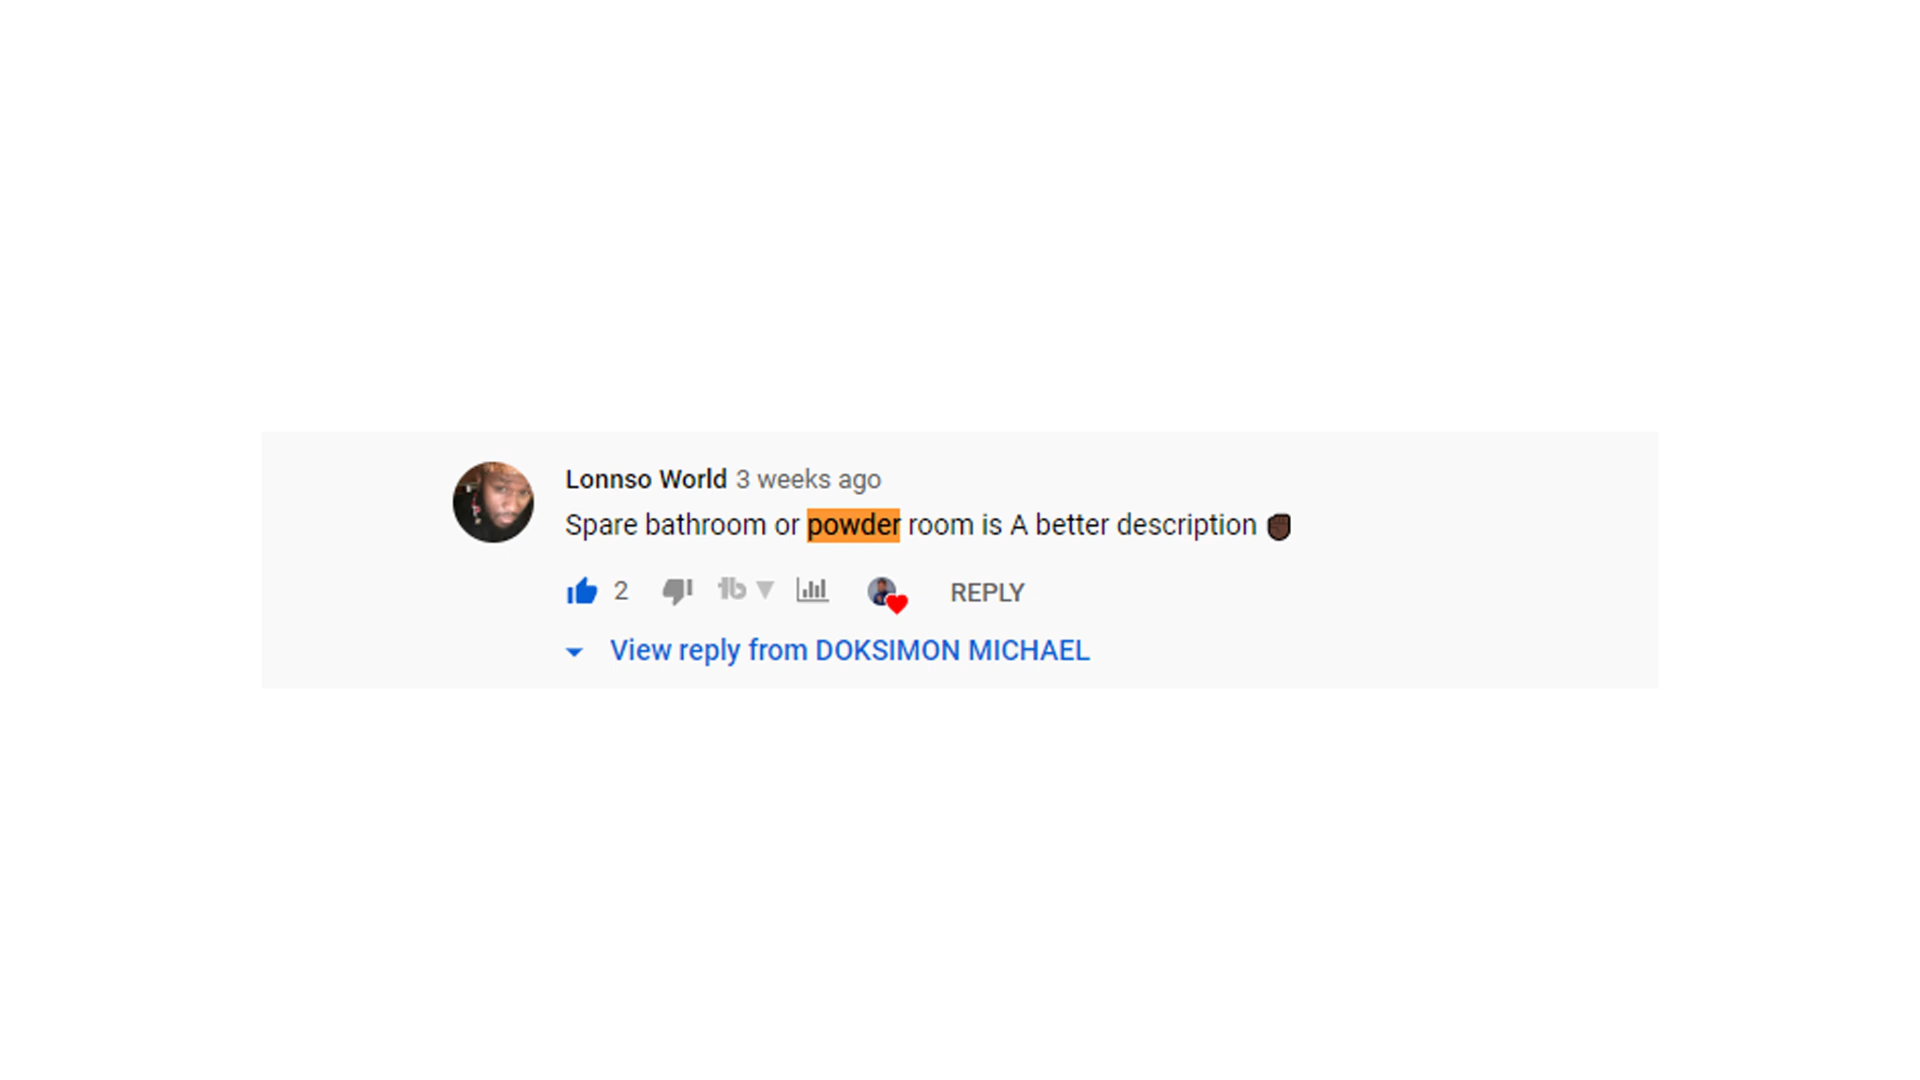 Lonnso World 3 weeks ago
Spare bathroom or powder room is A better description ✊🏿
2 REPLY
View reply from DOKSIMON MICHAEL